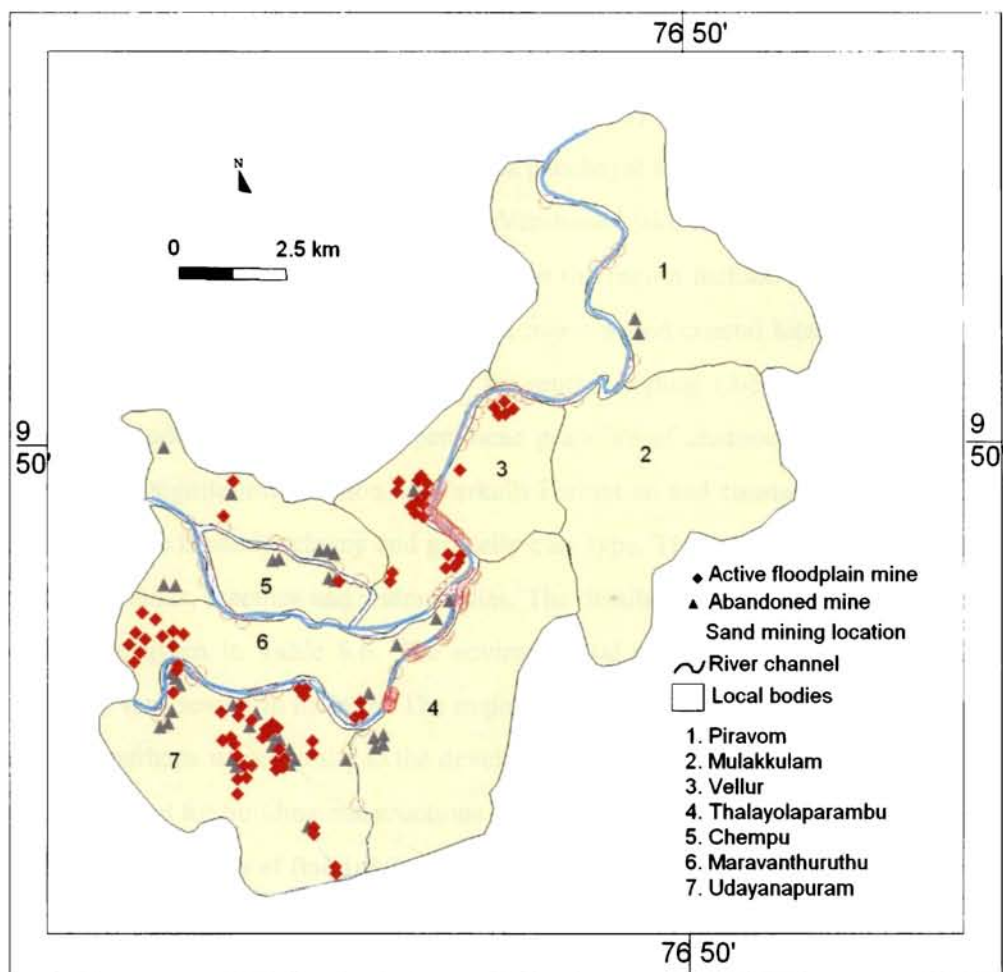 76 50'
N
0 2.5 km
1
9
50'
9
50'
2
3
5
6
4
7
Active floodplain mine
Abandoned mine
Sand mining location
River channel
Local bodies
1. Piravom
2. Mulakkulam
3. Vellur
4. Thalayolaparambu
5. Chempu
6. Maravanthuruthu
7. Udayanapuram
76 50'